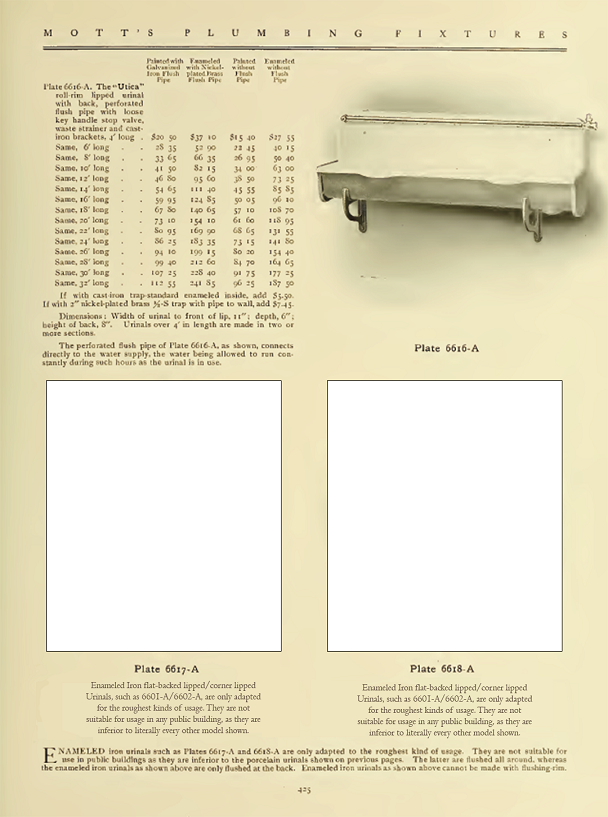 MOTT'S PLUMBING FIXTURES
Painted with Galvanized Iron Flush Pipe
Enameled with Nickel-plated Brass Flush Pipe
Painted without Flush Pipe
Enameled without Flush Pipe
Plate 6616-A. The "Utica"
roll-rim lipped urinal
with back, perforated
flush pipe with loose
key handle stop valve,
waste strainer and cast-
iron brackets, 4' long . $20 50 $37 10 $15 40 $27 55
Same, 6' long . . 28 35 52 90 22 45 40 15
Same, 8' long . . 33 65 66 35 26 95 50 40
Same, 10' long . . 41 50 82 15 34 00 63 00
Same, 12' long . . 46 80 95 60 38 50 73 25
Same, 14' long . . 54 65 111 40 45 55 85 85
Same, 16' long . . 59 95 124 85 50 05 96 10
Same, 18' long . . 67 80 140 65 57 10 108 70
Same, 20' long . . 73 10 154 10 61 60 118 95
Same, 22' long . . 80 95 169 90 68 65 131 55
Same, 24' long . . 86 25 183 35 73 15 141 80
Same, 26' long . . 94 10 199 15 80 20 154 40
Same, 28' long . . 99 40 212 60 84 70 164 65
Same, 30' long . . 107 25 228 40 91 75 177 25
Same, 32' long . . 112 55 241 85 96 25 187 50
If with cast-iron trap-standard enameled inside, add $5.50.
If with 2" nickel-plated brass ½-S trap with pipe to wall, add $7.45.
Dimensions: Width of urinal to front of lip, 11"; depth, 6";
height of back, 8". Urinals over 4' in length are made in two or
more sections.
The perforated flush pipe of Plate 6616-A, as shown, connects
directly to the water supply, the water being allowed to run con-
stantly during such hours as the urinal is in use.
Plate 6616-A
Plate 6617-A
Enameled Iron flat-backed lipped/corner lipped
Urinals, such as 6601-A/6602-A, are only adapted
for the roughest kinds of usage. They are not
suitable for usage in any public building, as they are
inferior to literally every other model shown.
Plate 6618-A
Enameled Iron flat-backed lipped/corner lipped
Urinals, such as 6601-A/6602-A, are only adapted
for the roughest kinds of usage. They are not
suitable for usage in any public building, as they are
inferior to literally every other model shown.
ENAMELED iron urinals such as Plates 6617-A and 6618-A are only adapted to the roughest kind of usage. They are not suitable for
use in public buildings as they are inferior to the porcelain urinals shown on previous pages. The latter are flushed all around, whereas
the enameled iron urinals as shown above are only flushed at the back. Enameled iron urinals as shown above cannot be made with flushing-rim.
425